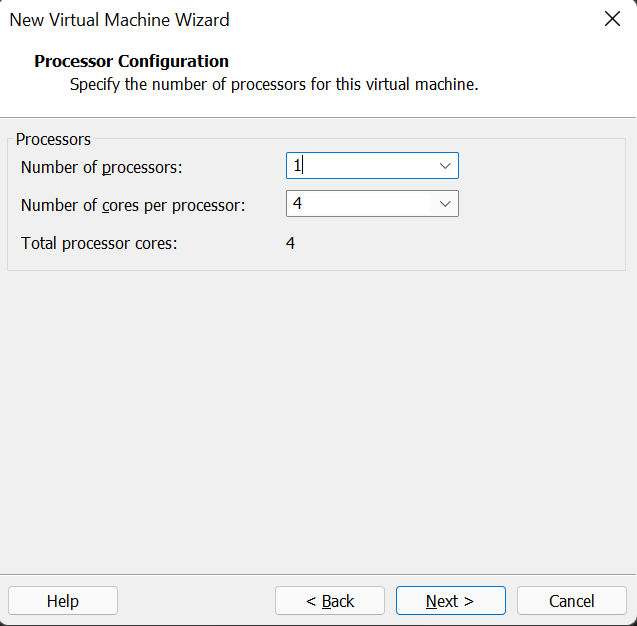 New Virtual Machine Wizard
Processor Configuration
Specify the number of processors for this virtual machine.
Processors
Number of processors: 1
Number of cores per processor: 4
Total processor cores: 4
Help < Back Next > Cancel